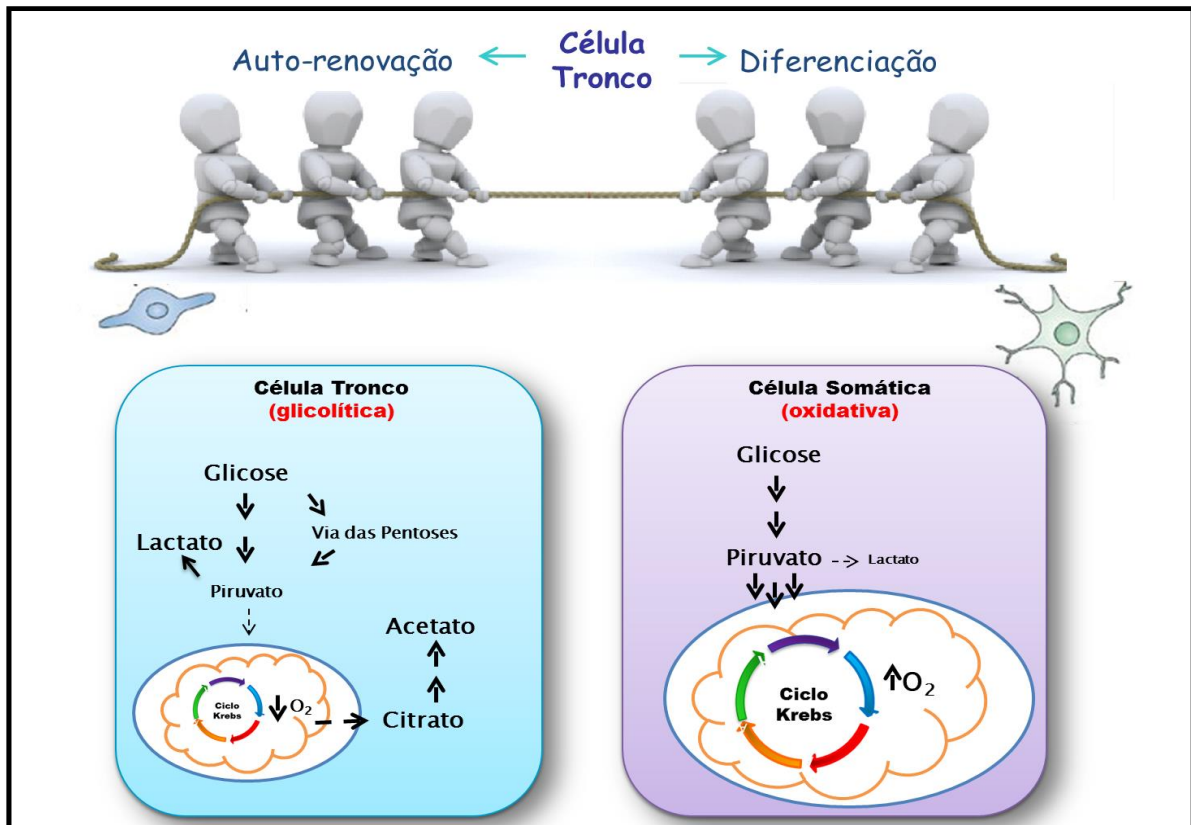 Auto-renovação
Célula
Tronco
Diferenciação
Célula Tronco
(glicolítica)
Glicose
Via das Pentoses
Lactato
Piruvato
Acetato
Ciclo
Krebs
O2
Citrato
Célula Somática
(oxidativa)
Glicose
Piruvato
Lactato
Ciclo
Krebs
O2